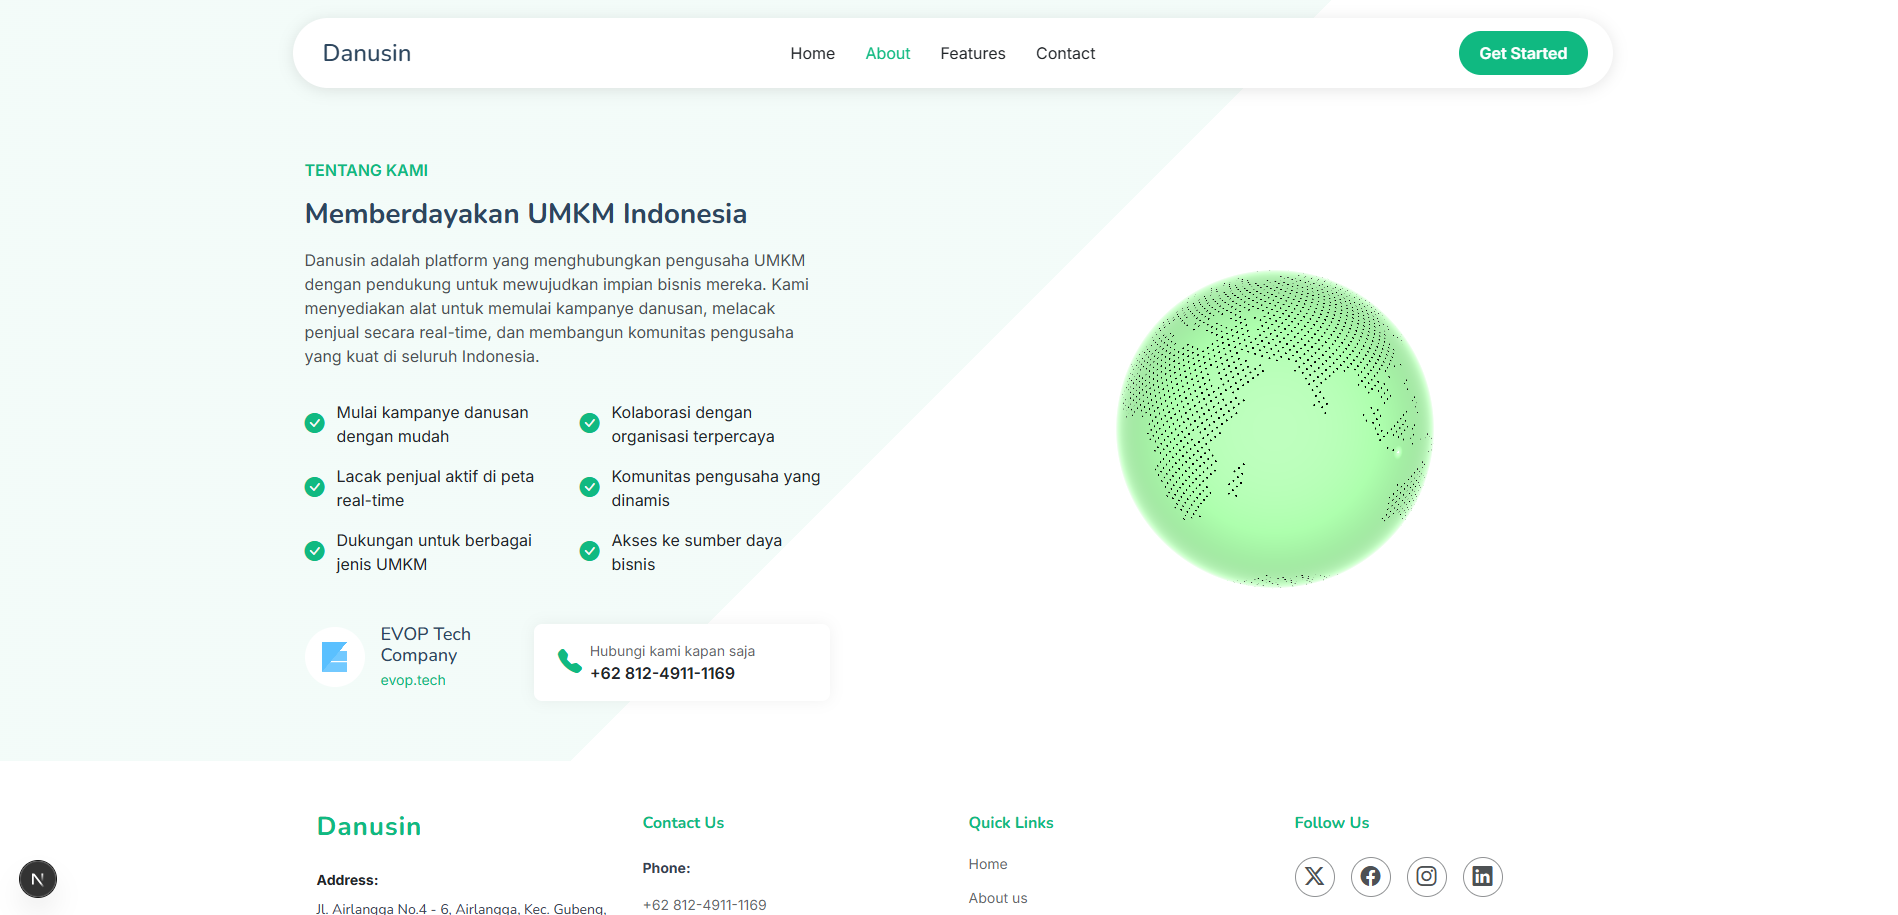 Danusin
Home
About
Features
Contact
Get Started
TENTANG KAMI
Memberdayakan UMKM Indonesia
Danusin adalah platform yang menghubungkan pengusaha UMKM
dengan pendukung untuk mewujudkan impian bisnis mereka. Kami
menyediakan alat untuk memulai kampanye danusan, melacak
penjual secara real-time, dan membangun komunitas pengusaha
yang kuat di seluruh Indonesia.
Mulai kampanye danusan
dengan mudah
Kolaborasi dengan
organisasi terpercaya
Lacak penjual aktif di peta
real-time
Komunitas pengusaha yang
dinamis
Dukungan untuk berbagai
jenis UMKM
Akses ke sumber daya
bisnis
EVOP Tech
Company
evop.tech
Hubungi kami kapan saja
+62 812-4911-1169
Danusin
Address:
Jl. Airlangga No.4 - 6, Airlangga, Kec. Gubeng,
Contact Us
Phone:
+62 812-4911-1169
Quick Links
Home
About us
Follow Us
N